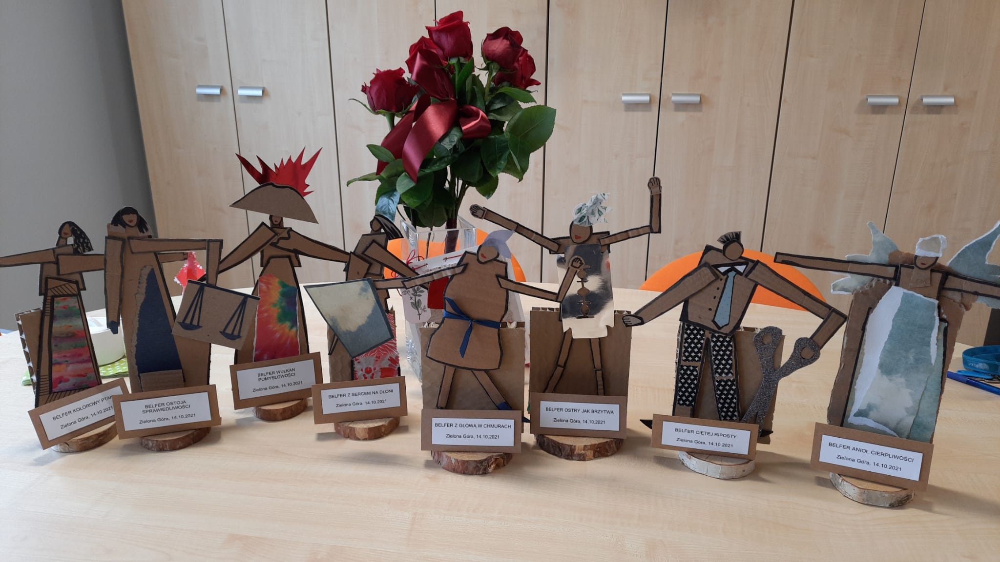 BELFER KOLOROWY PTAK
Zielona Góra, 14.10.2021
BELFER OSTOJA
SPRAWIEDLIWOŚCI
Zielona Góra, 14.10.2021
BELFER WULKAN
POMYSŁOWOŚCI
Zielona Góra, 14.10.2021
BELFER Z SERCEM NA DŁONI
Zielona Góra, 14.10.2021
BELFER Z GŁOWĄ W CHMURACH
Zielona Góra, 14.10.2021
BELFER OSTRY JAK BRZYTWA
Zielona Góra, 14.10.2021
BELFER CIĘTEJ RIPOSTY
Zielona Góra, 14.10.2021
BELFER ANIOŁ CIERPLIWOŚCI
Zielona Góra, 14.10.2021